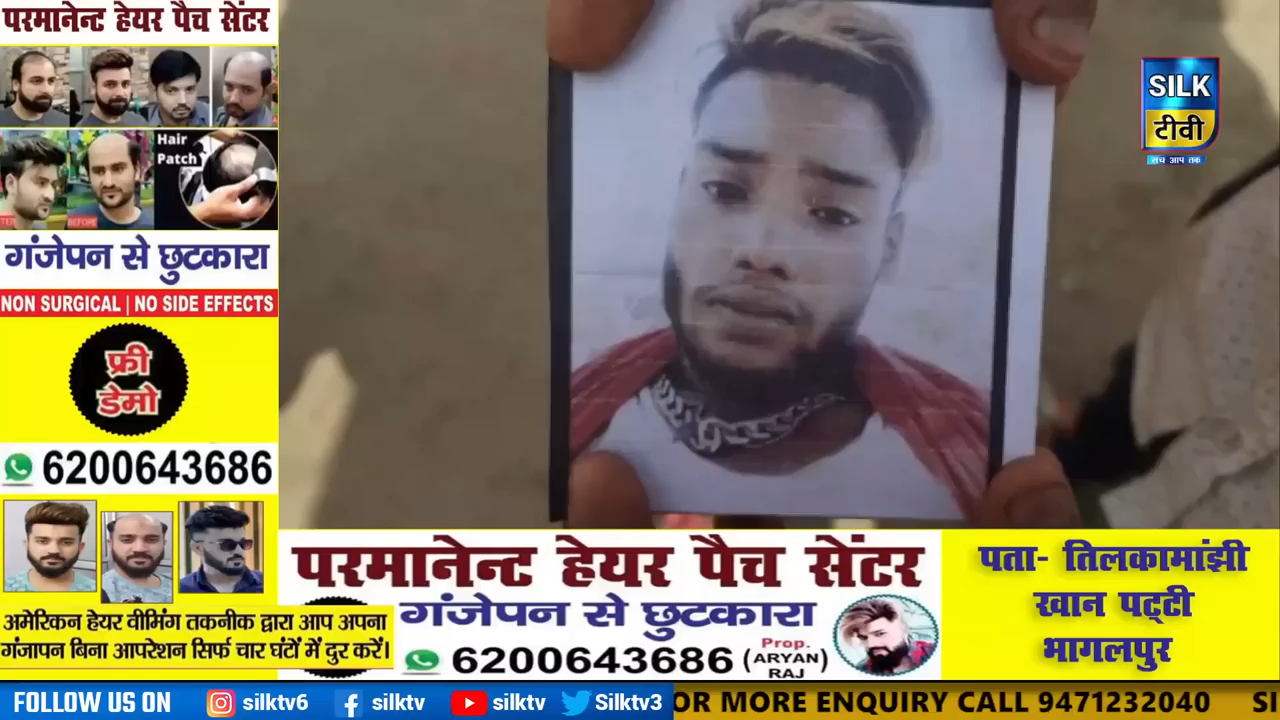 परमानेन्ट हेयर पैच सेंटर
Hair
Patch
BEFORE
गंजेपन से छुटकारा
NON SURGICAL | NO SIDE EFFECTS
फ्री
डेमो
6200643686
अमेरिकन हेयर वीमिंग तकनीक द्वारा आप अपना
गंजापन बिना आपरेशन सिर्फ चार घंटों में दुर करें।
SILK
टीवी
सच आप तक
परमानेन्ट हेयर पैच सेंटर
गंजेपन से छुटकारा
6200643686
Prop.
(ARYAN)
RAJ
पता- तिलकामांझी
खान पट्टी
भागलपुर
FOLLOW US ON
silktv6
silktv
silktv
Silktv3
OR MORE ENQUIRY CALL 9471232040